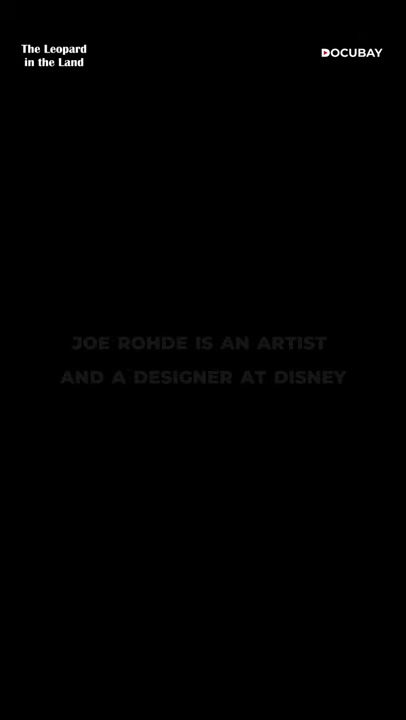 The Leopard
in the Land
DOCUBAY
JOE ROHDE IS AN ARTIST
AND A DESIGNER AT DISNEY